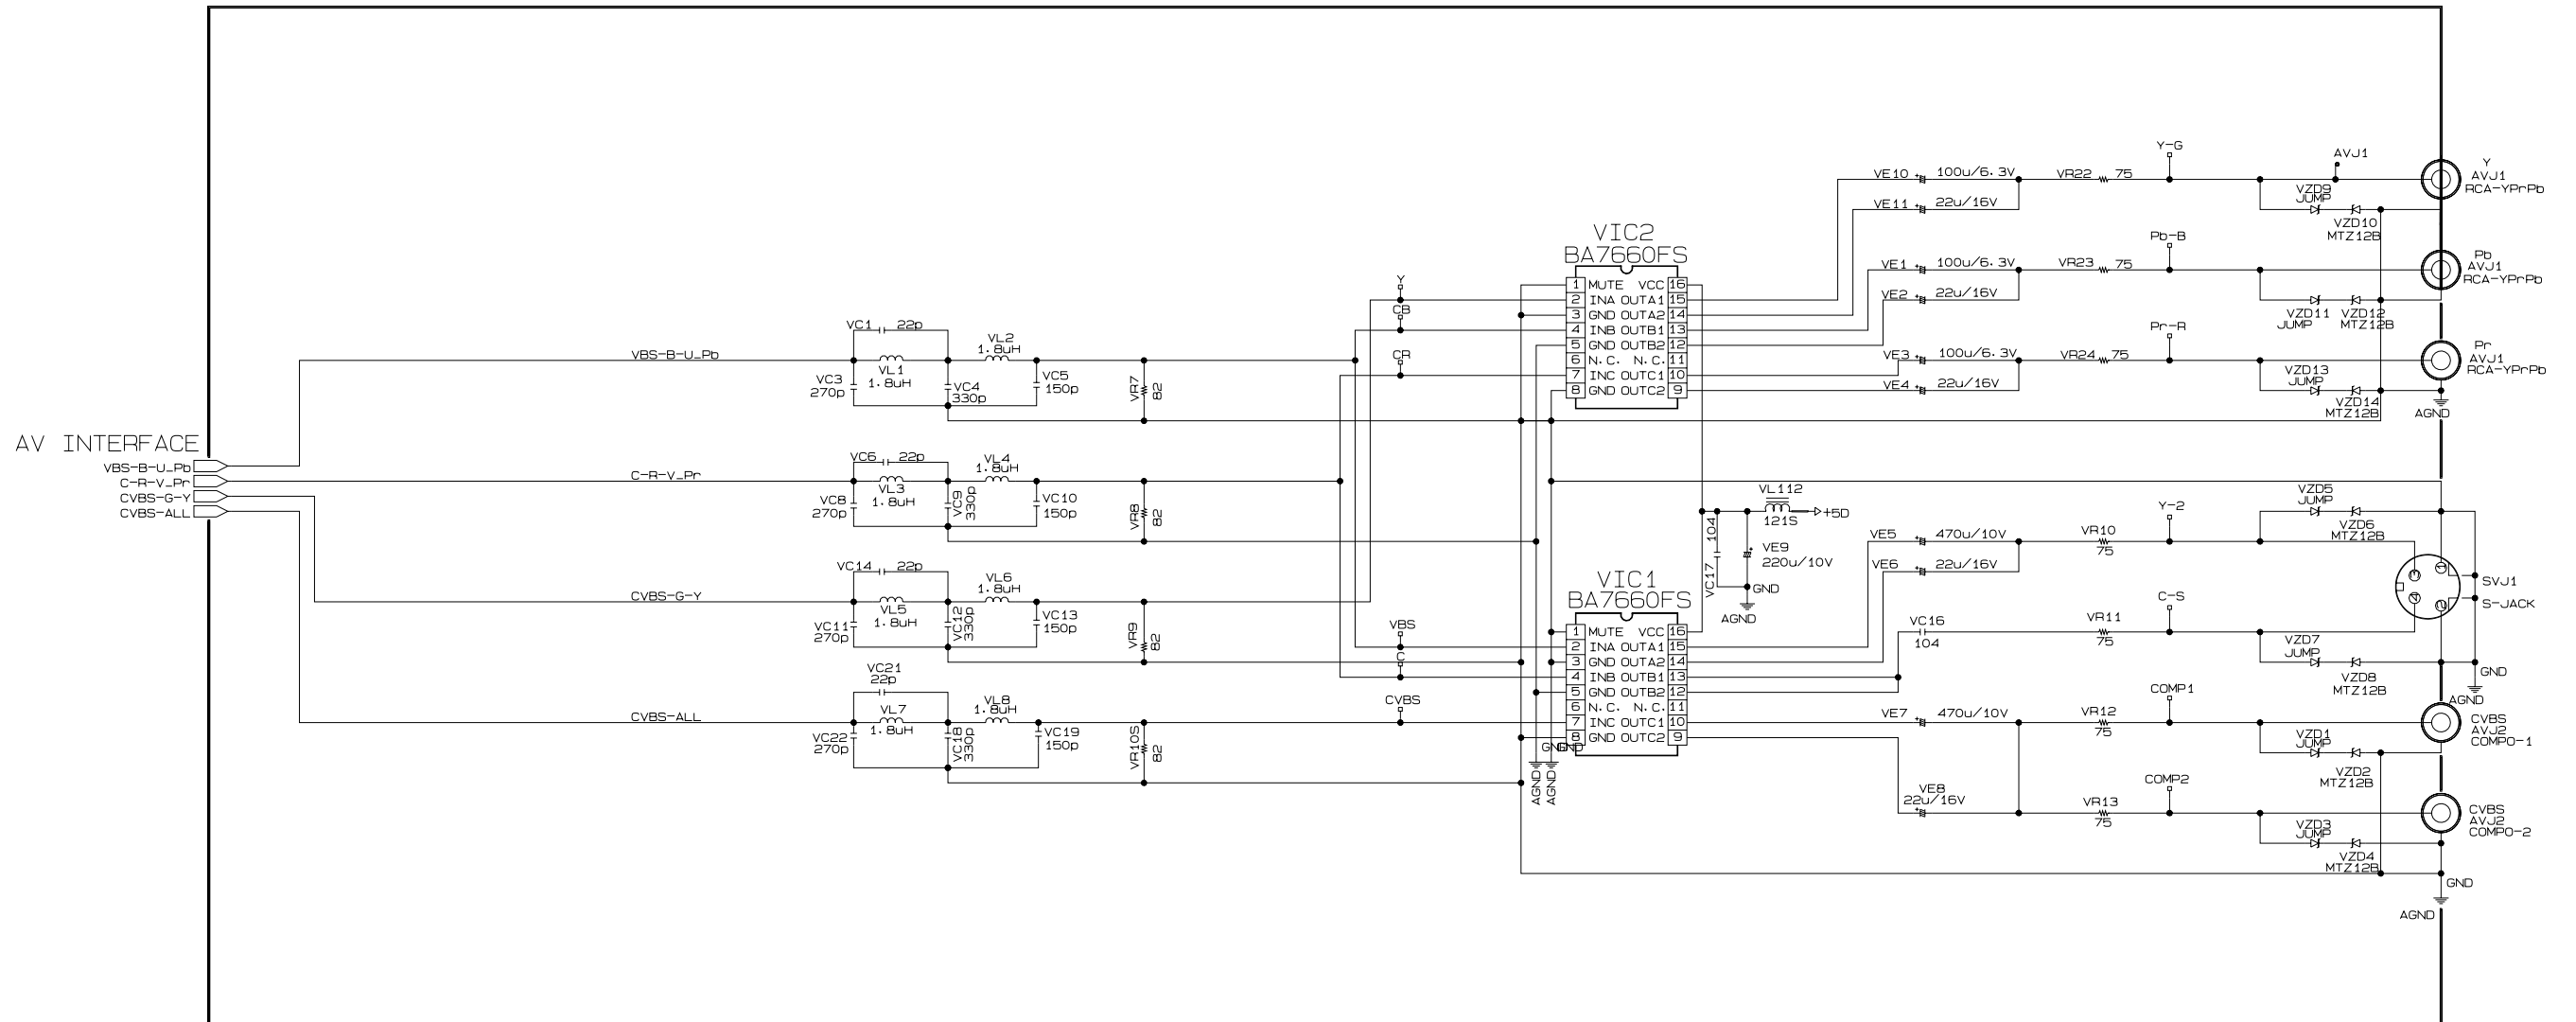 AV INTERFACE
VBS-B-U_Pb
C-R-V_Pr
CVBS-G-Y
CVBS-ALL
VBS-B-U_Pb
VC1 22p
VL1
1.8uH
VL2
1.8uH
VC3
270p
VC4
330p
VC5
150p
VR7
82
C-R-V_Pr
VC6 22p
VL3
1.8uH
VL4
1.8uH
VC8
270p
VC9
330p
VC10
150p
VR8
82
CVBS-G-Y
VC14 22p
VL5
1.8uH
VL6
1.8uH
VC11
270p
VC12
330p
VC13
150p
VR9
82
CVBS-ALL
VC21
22p
VL7
1.8uH
VL8
1.8uH
VC22
270p
VC18
330p
VC19
150p
VR10S
82
Y
CB
CR
VBS
C
CVBS
VIC2
BA7660FS
1 MUTE VCC 16
2 INA OUTA1 15
3 GND OUTA2 14
4 INB OUTB1 13
5 GND OUTB2 12
6 N.C. N.C. 11
7 INC OUTC1 10
8 GND OUTC2 9
VIC1
BA7660FS
1 MUTE VCC 16
2 INA OUTA1 15
3 GND OUTA2 14
4 INB OUTB1 13
5 GND OUTB2 12
6 N.C. N.C. 11
7 INC OUTC1 10
8 GND OUTC2 9
GND
GND
AGND
AGND
VL112
121S
+5D
VC17
104
VE9
220u/10V
GND
AGND
VE10 100u/6.3V
VE11 22u/16V
VR22 75
Y-G
AVJ1
VZD9
JUMP
VZD10
MTZ12B
Y
AVJ1
RCA-YPrPb
VE1 100u/6.3V
VE2 22u/16V
VR23 75
Pb-B
VZD11
JUMP
VZD12
MTZ12B
Pb
AVJ1
RCA-YPrPb
VE3 100u/6.3V
VE4 22u/16V
VR24 75
Pr-R
VZD13
JUMP
VZD14
MTZ12B
Pr
AVJ1
RCA-YPrPb
AGND
VE5 470u/10V
VE6 22u/16V
VR10
75
Y-2
VZD5
JUMP
VZD6
MTZ12B
3
1
4
2
SVJ1
S-JACK
VC16
104
VR11
75
C-S
VZD7
JUMP
VZD8
MTZ12B
GND
AGND
VE7 470u/10V
VR12
75
COMP1
VZD1
JUMP
VZD2
MTZ12B
CVBS
AVJ2
COMPO-1
VE8
22u/16V
VR13
75
COMP2
VZD3
JUMP
VZD4
MTZ12B
CVBS
AVJ2
COMPO-2
GND
AGND